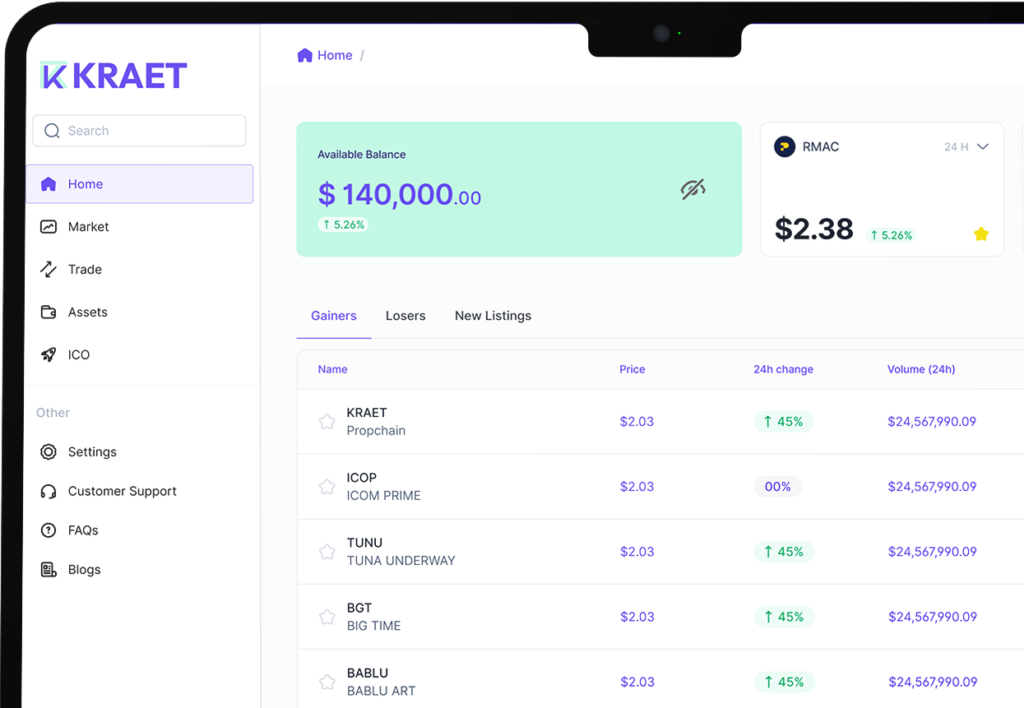 KRAET
Search
Home
Market
Trade
Assets
ICO
Other
Settings
Customer Support
FAQs
Blogs
Home /
Available Balance
$ 140,000.00
↑ 5.26%
RMAC
24 H
$2.38
↑ 5.26%
Gainers Losers New Listings
Name Price 24h change Volume (24h)
KRAET
Propchain
$2.03 ↑ 45% $24,567,990.09
ICOP
ICOM PRIME
$2.03 00% $24,567,990.09
TUNU
TUNA UNDERWAY
$2.03 ↑ 45% $24,567,990.09
BGT
BIG TIME
$2.03 ↑ 45% $24,567,990.09
BABLU
BABLU ART
$2.03 ↑ 45% $24,567,990.09